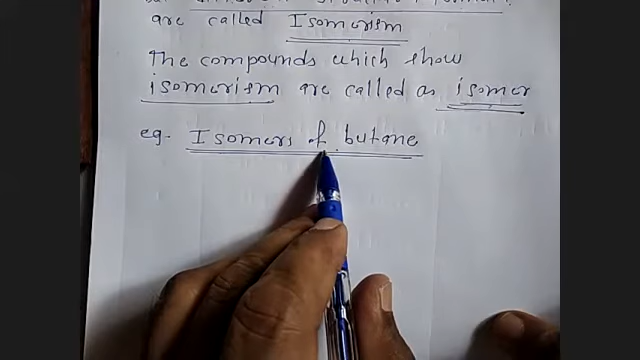 are called Isomerism
The compounds which show
isomerism are called as isomer
eg. Isomers of butane